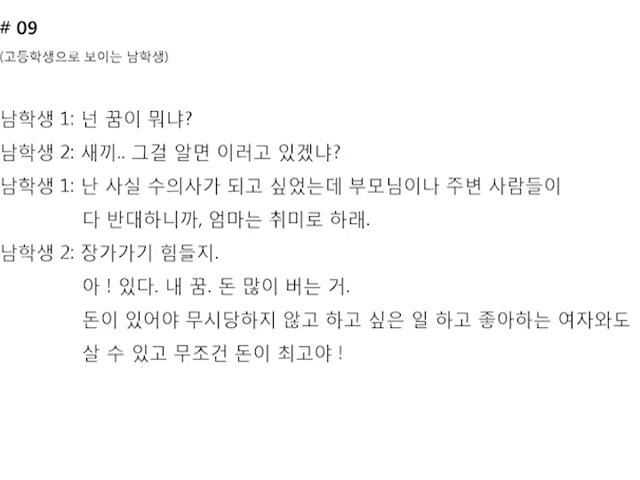 # 09
(고등학생으로 보이는 남학생)
남학생 1: 넌 꿈이 뭐냐?
남학생 2: 새끼.. 그걸 알면 이러고 있겠냐?
남학생 1: 난 사실 수의사가 되고 싶었는데 부모님이나 주변 사람들이
다 반대하니까, 엄마는 취미로 하래.
남학생 2: 장가가기 힘들지.
아 ! 있다. 내 꿈. 돈 많이 버는 거.
돈이 있어야 무시당하지 않고 하고 싶은 일 하고 좋아하는 여자와도
살 수 있고 무조건 돈이 최고야 !